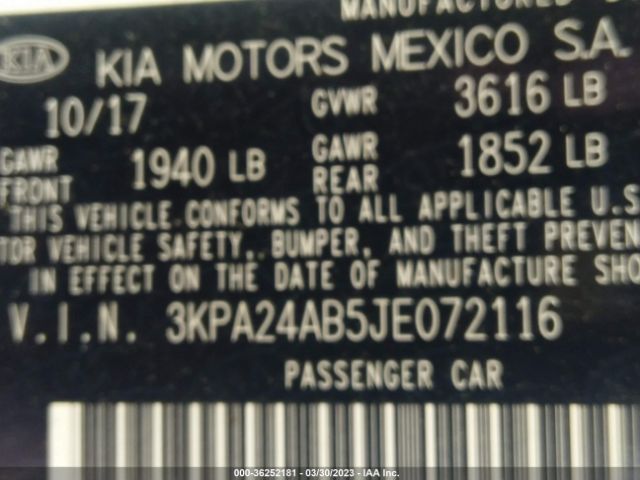 MANUFACTURED
KIA KIA MOTORS MEXICO S.A.
10/17 GVWR 3616 LB
GAWR FRONT 1940 LB GAWR REAR 1852 LB
THIS VEHICLE CONFORMS TO ALL APPLICABLE U.S
TOR VEHICLE SAFETY, BUMPER, AND THEFT PREVEN
IN EFFECT ON THE DATE OF MANUFACTURE SHO
V.I.N. 3KPA24AB5JE072116
PASSENGER CAR
000-36252181 - 03/30/2023 - IAA Inc.